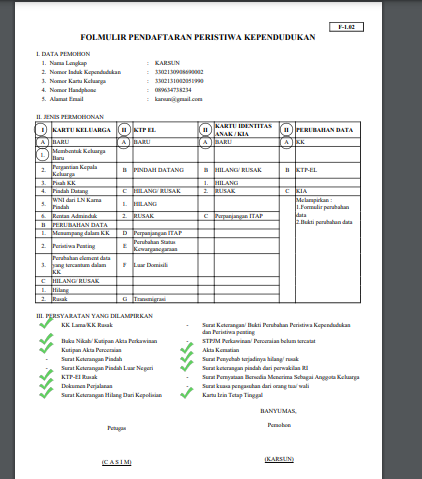 F-1.02
FOLMULIR PENDAFTARAN PERISTIWA KEPENDUDUKAN
I. DATA PEMOHON
1. Nama Lengkap : KARSUN
2. Nomor Induk Kependudukan : 3302130908690002
3. Nomor Kartu Keluarga : 3302131002051990
4. Nomor Handphone : 089634738234
5. Alamat Email : karsun@gmail.com
II. JENIS PERMOHONAN
I KARTU KELUARGA II KTP EL II KARTU IDENTITAS ANAK / KIA II PERUBAHAN DATA
A BARU A BARU A BARU A KK
1. Membentuk Keluarga Baru
2. Pergantian Kepala Keluarga B PINDAH DATANG B HILANG/ RUSAK B KTP-EL
3. Pisah KK 1. HILANG
4. Pindah Datang C HILANG/ RUSAK 2. RUSAK C KIA
5. WNI dari LN Karna Pindah 1. HILANG Melampirkan :
1.Formulir perubahan data
2.Bukti perubahan data
6. Rentan Adminduk 2. RUSAK C Perpanjangan ITAP
B PERUBAHAN DATA
1. Menumpang dalam KK D Perpanjangan ITAP
2. Peristiwa Penting E Perubahan Status Kewarganegaraan
3. Perubahan element data yang tercantum dalam KK F Luar Domisili
C HILANG/ RUSAK
1. Hilang
2. Rusak G Transmigrasi
III. PERSYARATAN YANG DILAMPIRKAN
KK Lama/KK Rusak - Surat Keterangan/ Bukti Perubahan Peristiwa Kependudukan dan Peristiwa penting
Buku Nikah/ Kutipan Akta Perkawinan - STPJM Perkawinan/ Perceraian belum tercatat
Kutipan Akta Perceraian Akta Kematian
- Surat Keterangan Pindah Surat Penyebab terjadinya hilang/ rusak
- Surat Keterangan Pindah Luar Negeri Surat keterangan pindah dari perwakilan RI
KTP-El Rusak - Surat Pernyataan Bersedia Menerima Sebagai Anggota Keluarga
Dokumen Perjalanan - Surat kuasa pengasuhan dari orang tua/ wali
Surat Keterangan Hilang Dari Kepolisian Kartu Izin Tetap Tinggal
BANYUMAS,
Petugas Pemohon
(C A S I M) (KARSUN)